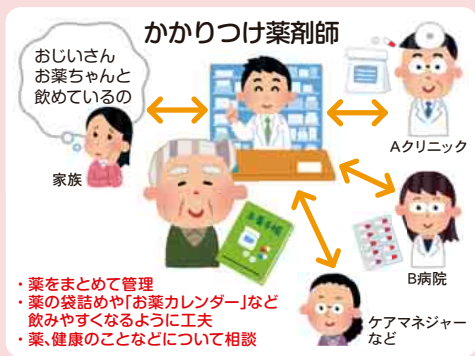 かかりつけ薬剤師
おじいさん
お薬ちゃんと
飲めているの
家族
Aクリニック
B病院
ケアマネジャー
など
お薬手帳
・薬をまとめて管理
・薬の袋詰めや「お薬カレンダー」など
飲みやすくなるように工夫
・薬、健康のことなどについて相談